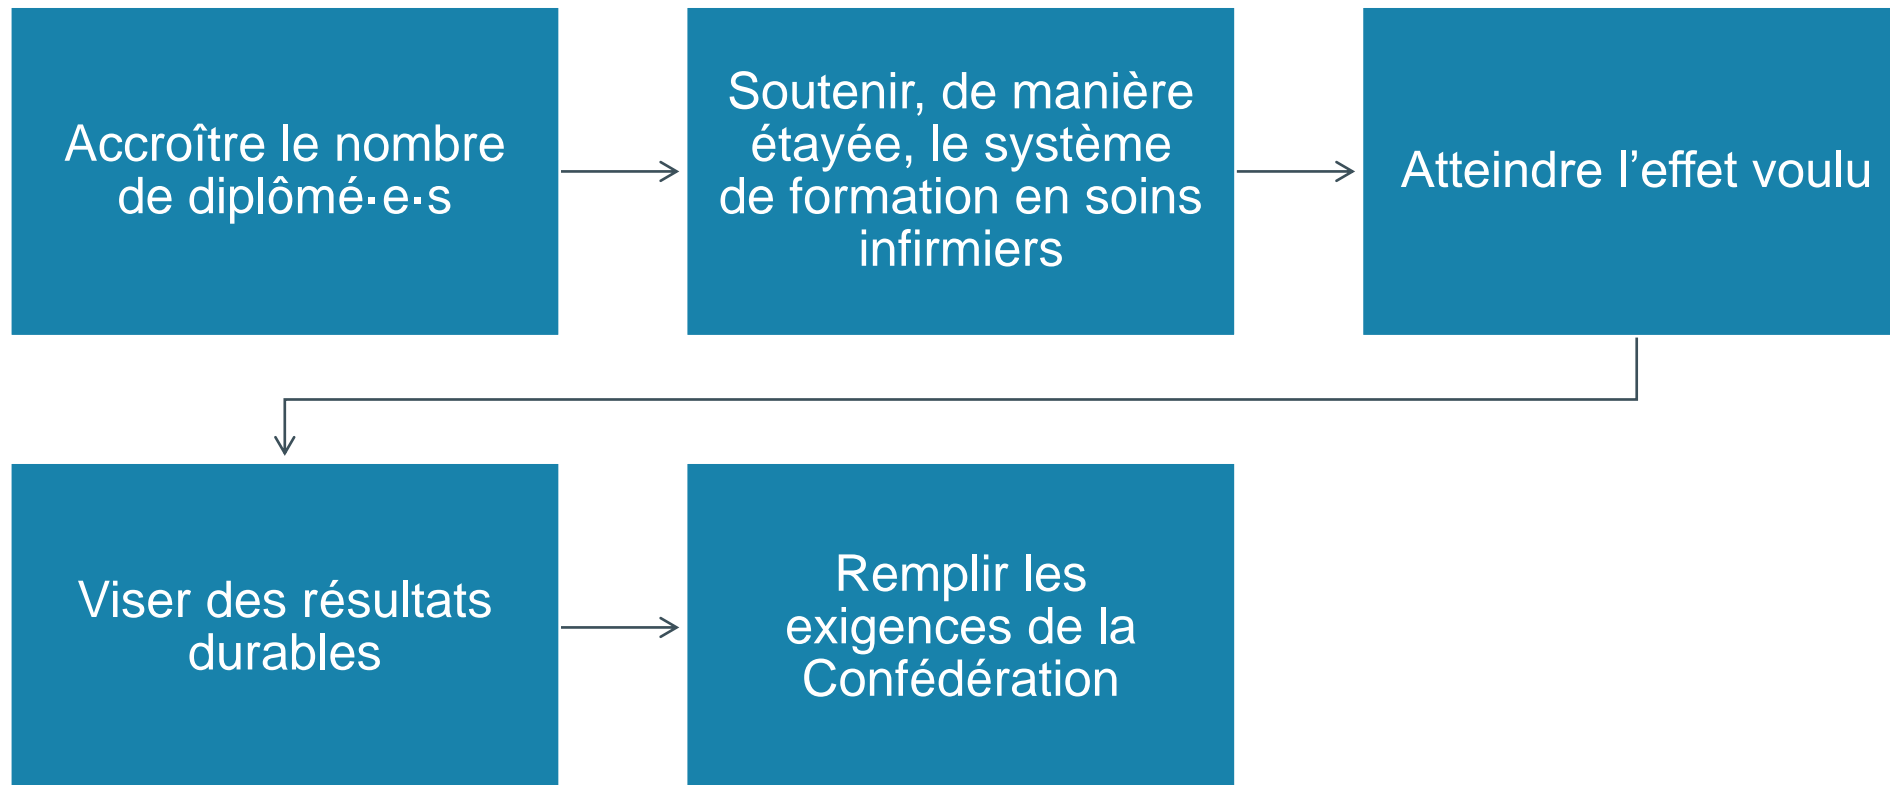 Accroître le nombre
de diplômé·e·s
Soutenir, de manière
étayée, le système
de formation en soins
infirmiers
Atteindre l’effet voulu
Viser des résultats
durables
Remplir les
exigences de la
Confédération